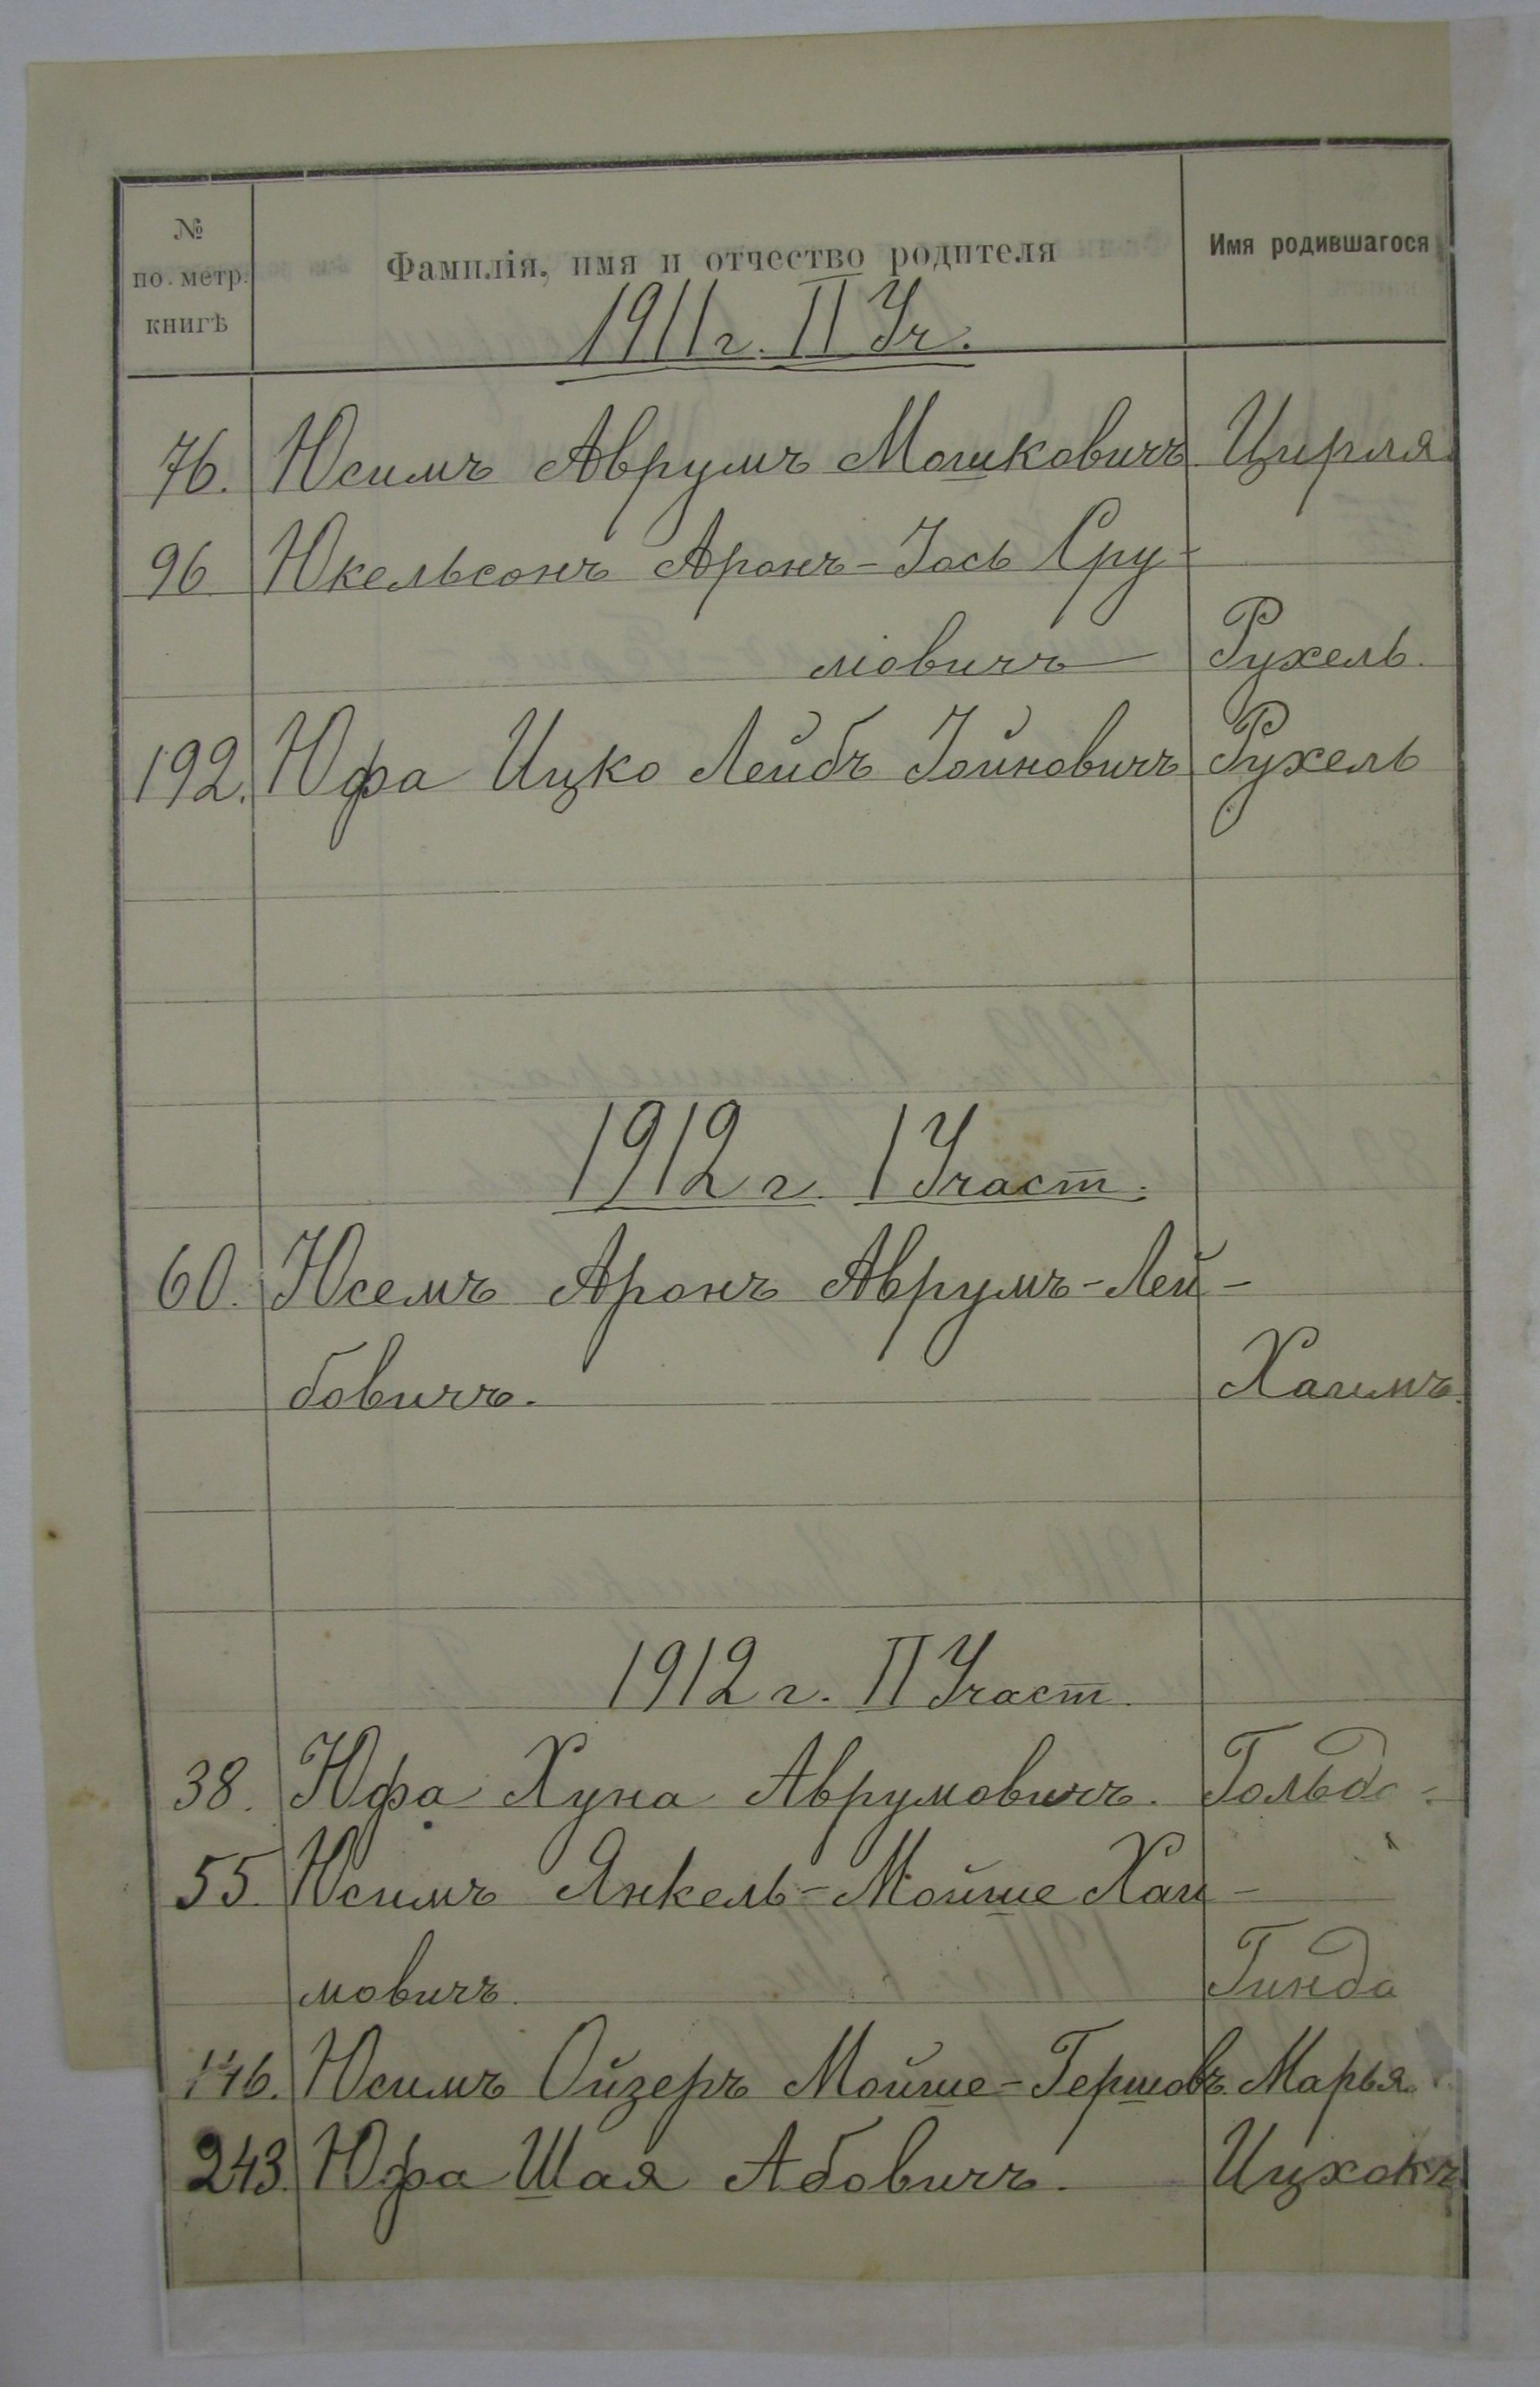 №
по метр.
книгѣ
Фамилія, имя и отчество родителя
Имя родившагося
1911 г. II Уч.
76. Юсимъ Аврумъ Мошковичъ Цирля
96 Юкельсонъ Аронъ-Іось Сру-
мовичъ Рухель.
192. Юфа Ицко Лейбъ Іойновичъ Рухель
1912 г. I Участ.
60. Юсемъ Аронъ Аврумъ-Лей-
бовичъ. Хаимъ.
1912 г. II Участ.
38. Юфа Хуна Аврумовичъ. Гольда
55. Юсимъ Янкель-Мойше Хаи-
мовичъ. Гинда
146. Юсимъ Ойзеръ Мойше-Гершовъ Марья.
243. Юфа Шая Абовичъ. Ицхокъ